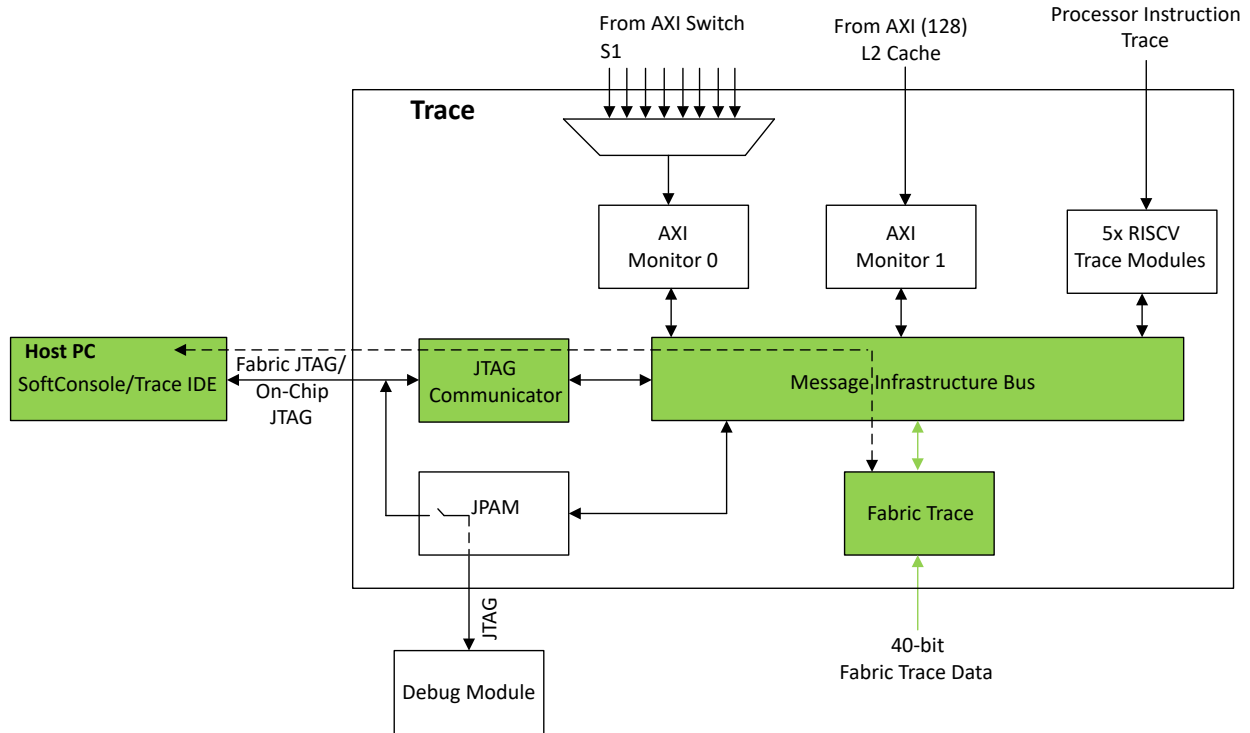 From AXI Switch
S1
From AXI (128)
L2 Cache
Processor Instruction
Trace
Trace
AXI
Monitor 0
AXI
Monitor 1
5x RISCV
Trace Modules
Host PC
SoftConsole/Trace IDE
Fabric JTAG/
On-Chip
JTAG
JTAG
Communicator
Message Infrastructure Bus
JPAM
Fabric Trace
JTAG
40-bit
Fabric Trace Data
Debug Module